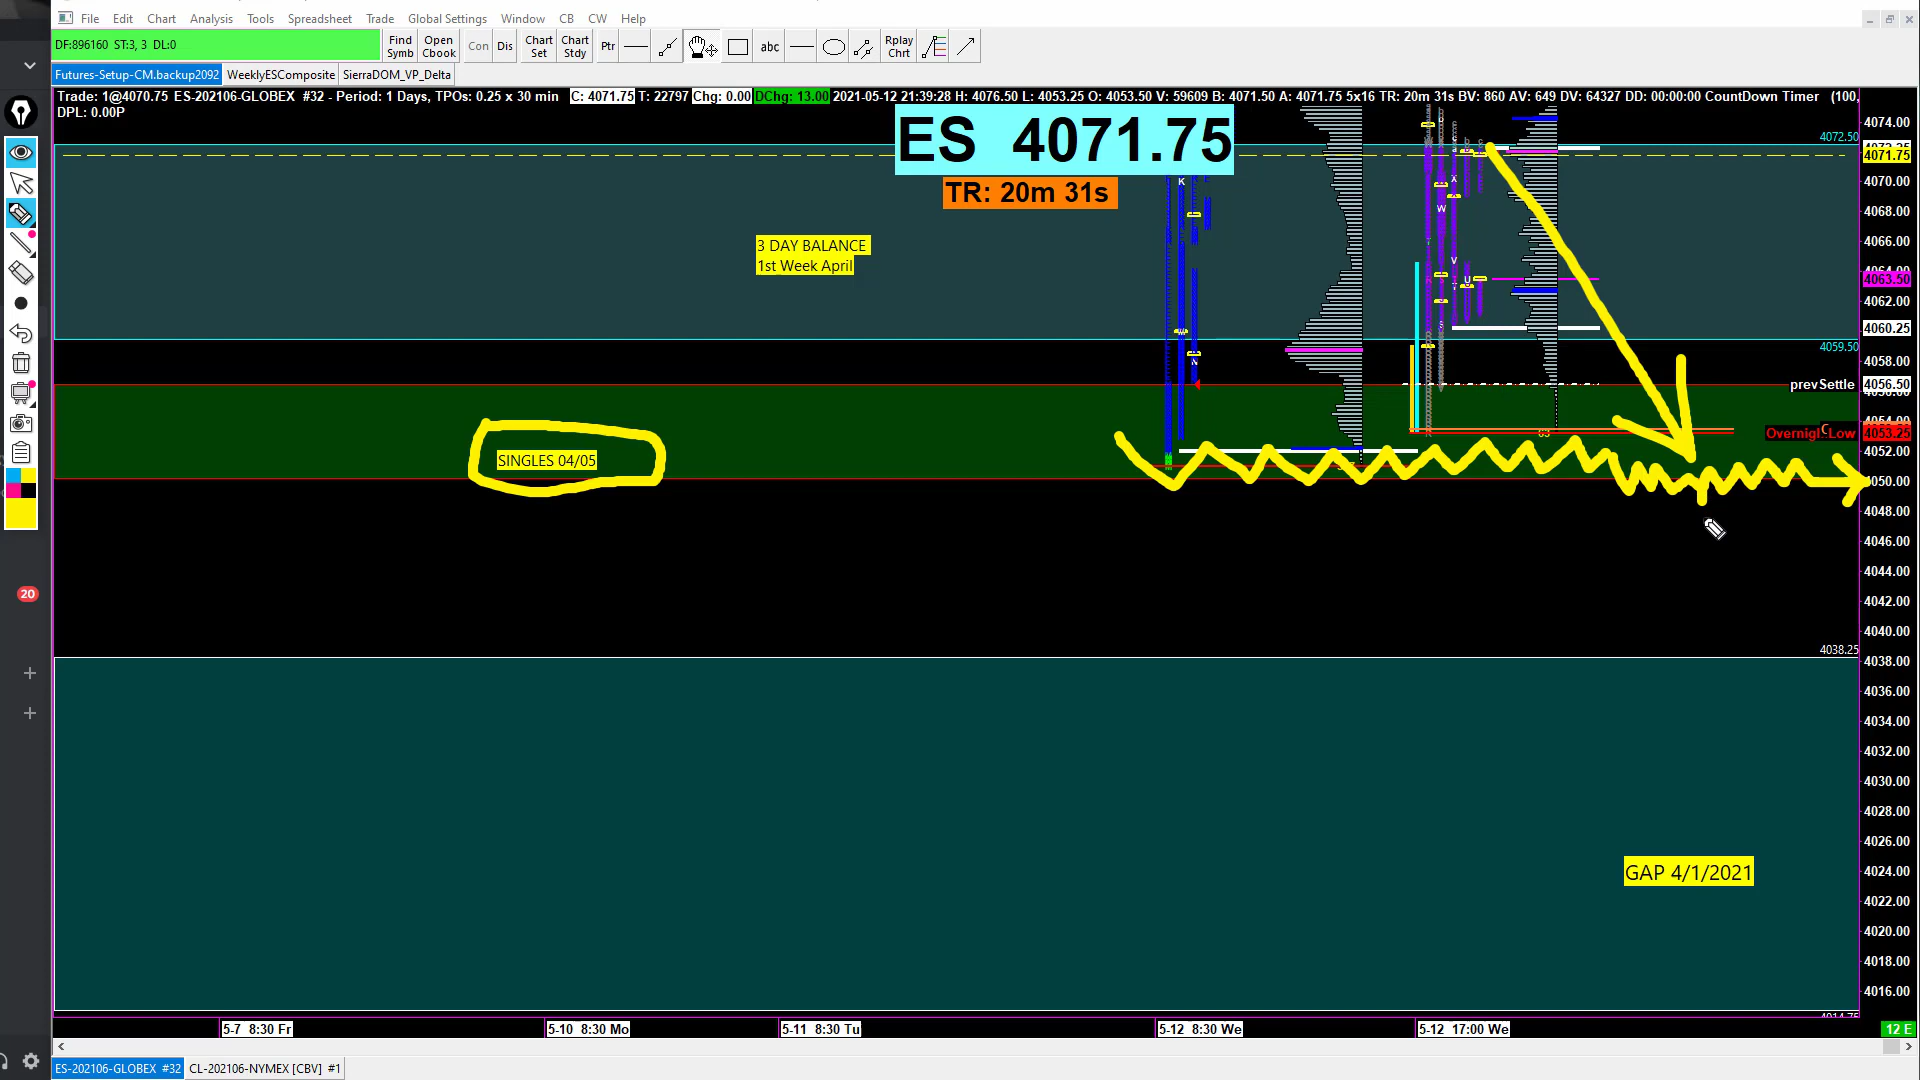 File Edit Chart Analysis Tools Spreadsheet Trade Global Settings Window CB CW Help
DF:896160 ST:3, 3 DL:0
Find Symb
Open Cbook
Con
Dis
Chart Set
Chart Stdy
Ptr
abc
Rplay Chrt
Futures-Setup-CM.backup2092 WeeklyESComposite SierraDOM_VP_Delta
Trade: 1@4070.75 ES-202106-GLOBEX #32 - Period: 1 Days, TPOs: 0.25 x 30 min C: 4071.75 T: 22797 Chg: 0.00 DChg: 13.00 2021-05-12 21:39:28 H: 4076.50 L: 4053.25 O: 4053.50 V: 59609 B: 4071.50 A: 4071.75 5x16 TR: 20m 31s BV: 860 AV: 649 DV: 64327 DD: 00:00:00 CountDown Timer (100,
DPL: 0.00P
ES 4071.75
TR: 20m 31s
3 DAY BALANCE
1st Week April
SINGLES 04/05
GAP 4/1/2021
4074.00
4072.50
4071.75
4070.00
4068.00
4066.00
4063.50
4062.00
4060.25
4059.50
4058.00
prevSettle 4056.50
4053.25
4052.00
4050.00
4048.00
4046.00
4044.00
4042.00
4040.00
4038.25
4038.00
4036.00
4034.00
4032.00
4030.00
4028.00
4026.00
4024.00
4022.00
4020.00
4018.00
4016.00
20
5-7 8:30 Fr
5-10 8:30 Mo
5-11 8:30 Tu
5-12 8:30 We
5-12 17:00 We
12 E
ES-202106-GLOBEX #32 CL-202106-NYMEX [CBV] #1